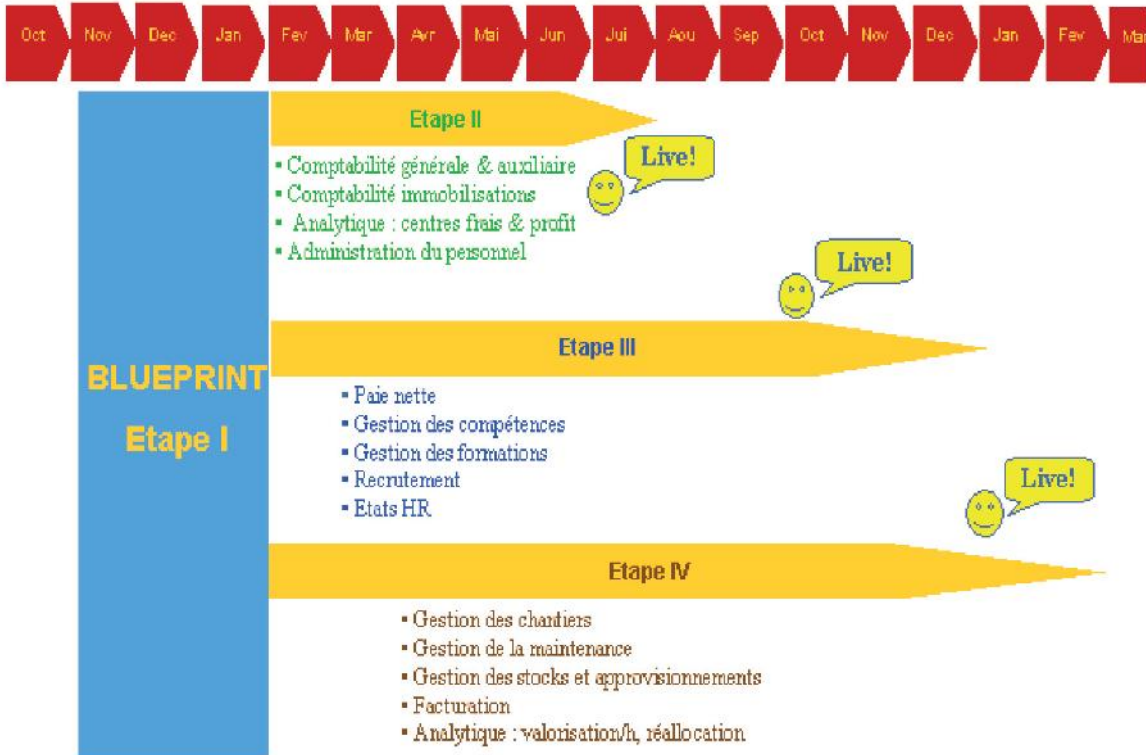 Oct Nov Dec Jan Fev Mar Avr Mai Jun Jui Aou Sep Oct Nov Dec Jan Fev Mar
Etape II
▪ Comptabilité générale & auxiliaire
▪ Comptabilité immobilisations
▪ Analytique : centres frais & profit
▪ Administration du personnel
Live!
Live!
BLUEPRINT
Etape I
Etape III
▪ Paie nette
▪ Gestion des compétences
▪ Gestion des formations
▪ Recrutement
▪ Etats HR
Live!
Etape IV
▪ Gestion des chantiers
▪ Gestion de la maintenance
▪ Gestion des stocks et approvisionnements
▪ Facturation
▪ Analytique : valorisation/h, réallocation